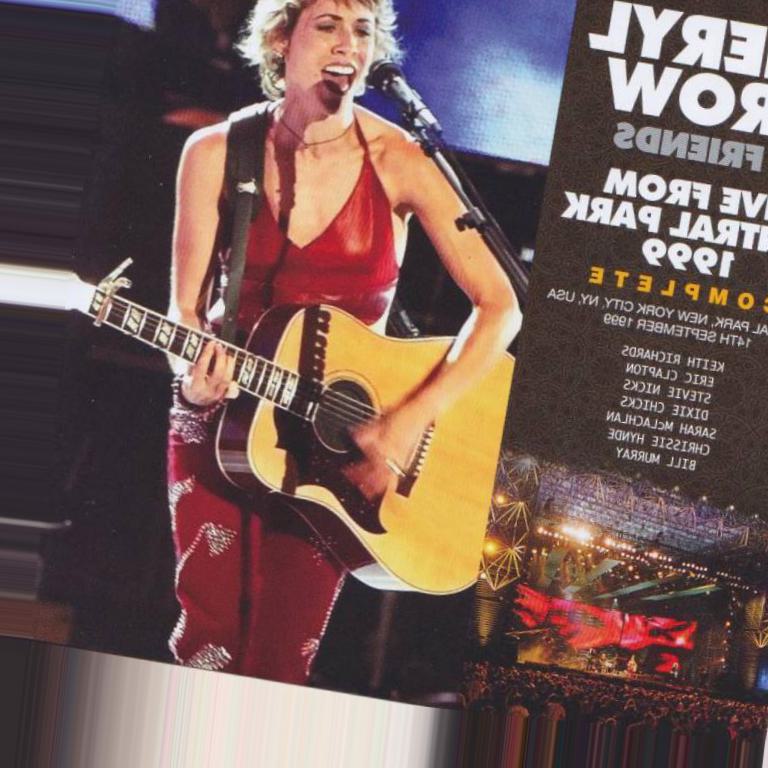 ERYL
ROW
FRIENDS
IVE FROM
NTRAL PARK
1999
COMPLETE
AL PARK, NEW YORK CITY, NY, USA
14TH SEPTEMBER 1999
KEITH RICHARDS
ERIC CLAPTON
STEVIE NICKS
DIXIE CHICKS
SARAH McLACHLAN
CHRISSIE HYNDE
BILL MURRAY